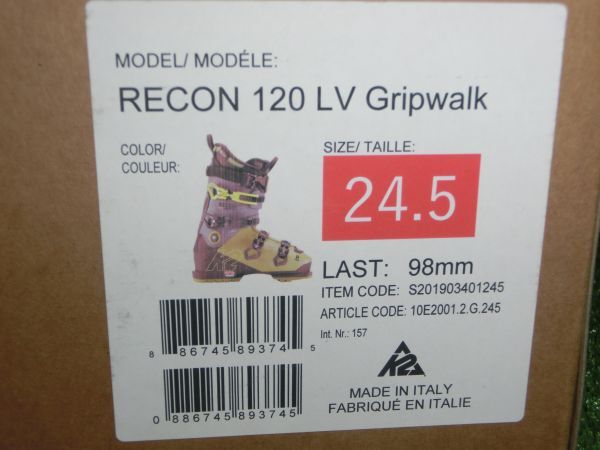 MODEL/ MODÉLE:
RECON 120 LV Gripwalk
COLOR/
COULEUR:
SIZE/ TAILLE:
24.5
LAST: 98mm
ITEM CODE: S201903401245
ARTICLE CODE: 10E2001.2.G.245
Int. Nr.: 157
8 86745 89374 5
0 886745 893745
K2
MADE IN ITALY
FABRIQUÉ EN ITALIE